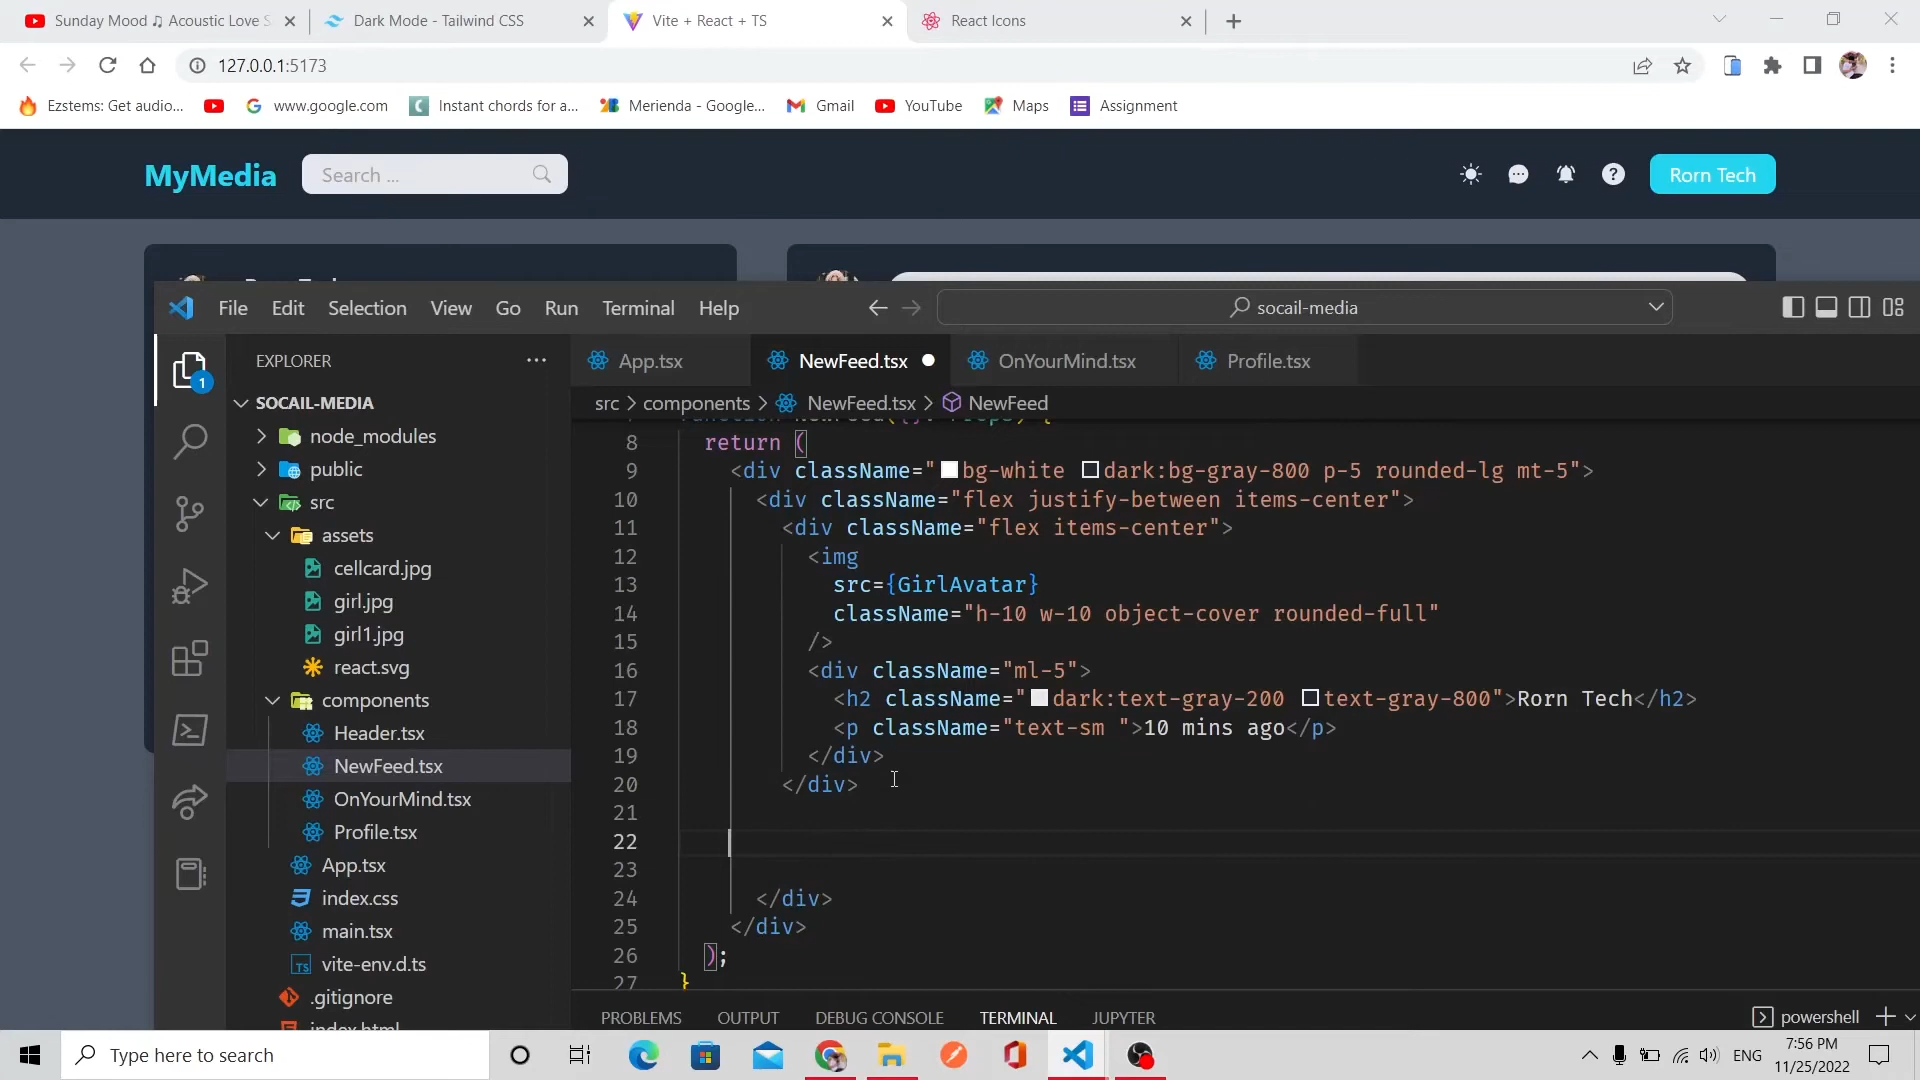 Sunday Mood ♫ Acoustic Love S
Dark Mode - Tailwind CSS
Vite + React + TS
React Icons
127.0.0.1:5173
Ezstems: Get audio...
www.google.com
Instant chords for a...
Merienda - Google...
Gmail
YouTube
Maps
Assignment
MyMedia
Search ...
Rorn Tech
File Edit Selection View Go Run Terminal Help
socail-media
EXPLORER
App.tsx
NewFeed.tsx
OnYourMind.tsx
Profile.tsx
src > components > NewFeed.tsx > NewFeed
1
SOCAIL-MEDIA
node_modules
public
src
assets
cellcard.jpg
girl.jpg
girl1.jpg
react.svg
components
Header.tsx
NewFeed.tsx
OnYourMind.tsx
Profile.tsx
App.tsx
index.css
main.tsx
TS vite-env.d.ts
.gitignore
index.html
8 return (
9 <div className="bg-white dark:bg-gray-800 p-5 rounded-lg mt-5">
10 <div className="flex justify-between items-center">
11 <div className="flex items-center">
12 <img
13 src={GirlAvatar}
14 className="h-10 w-10 object-cover rounded-full"
15 />
16 <div className="ml-5">
17 <h2 className="dark:text-gray-200 text-gray-800">Rorn Tech</h2>
18 <p className="text-sm ">10 mins ago</p>
19 </div>
20 </div>
21
22
23
24 </div>
25 </div>
26 );
27 }
PROBLEMS OUTPUT DEBUG CONSOLE TERMINAL JUPYTER
powershell
Type here to search
ENG
7:56 PM
11/25/2022